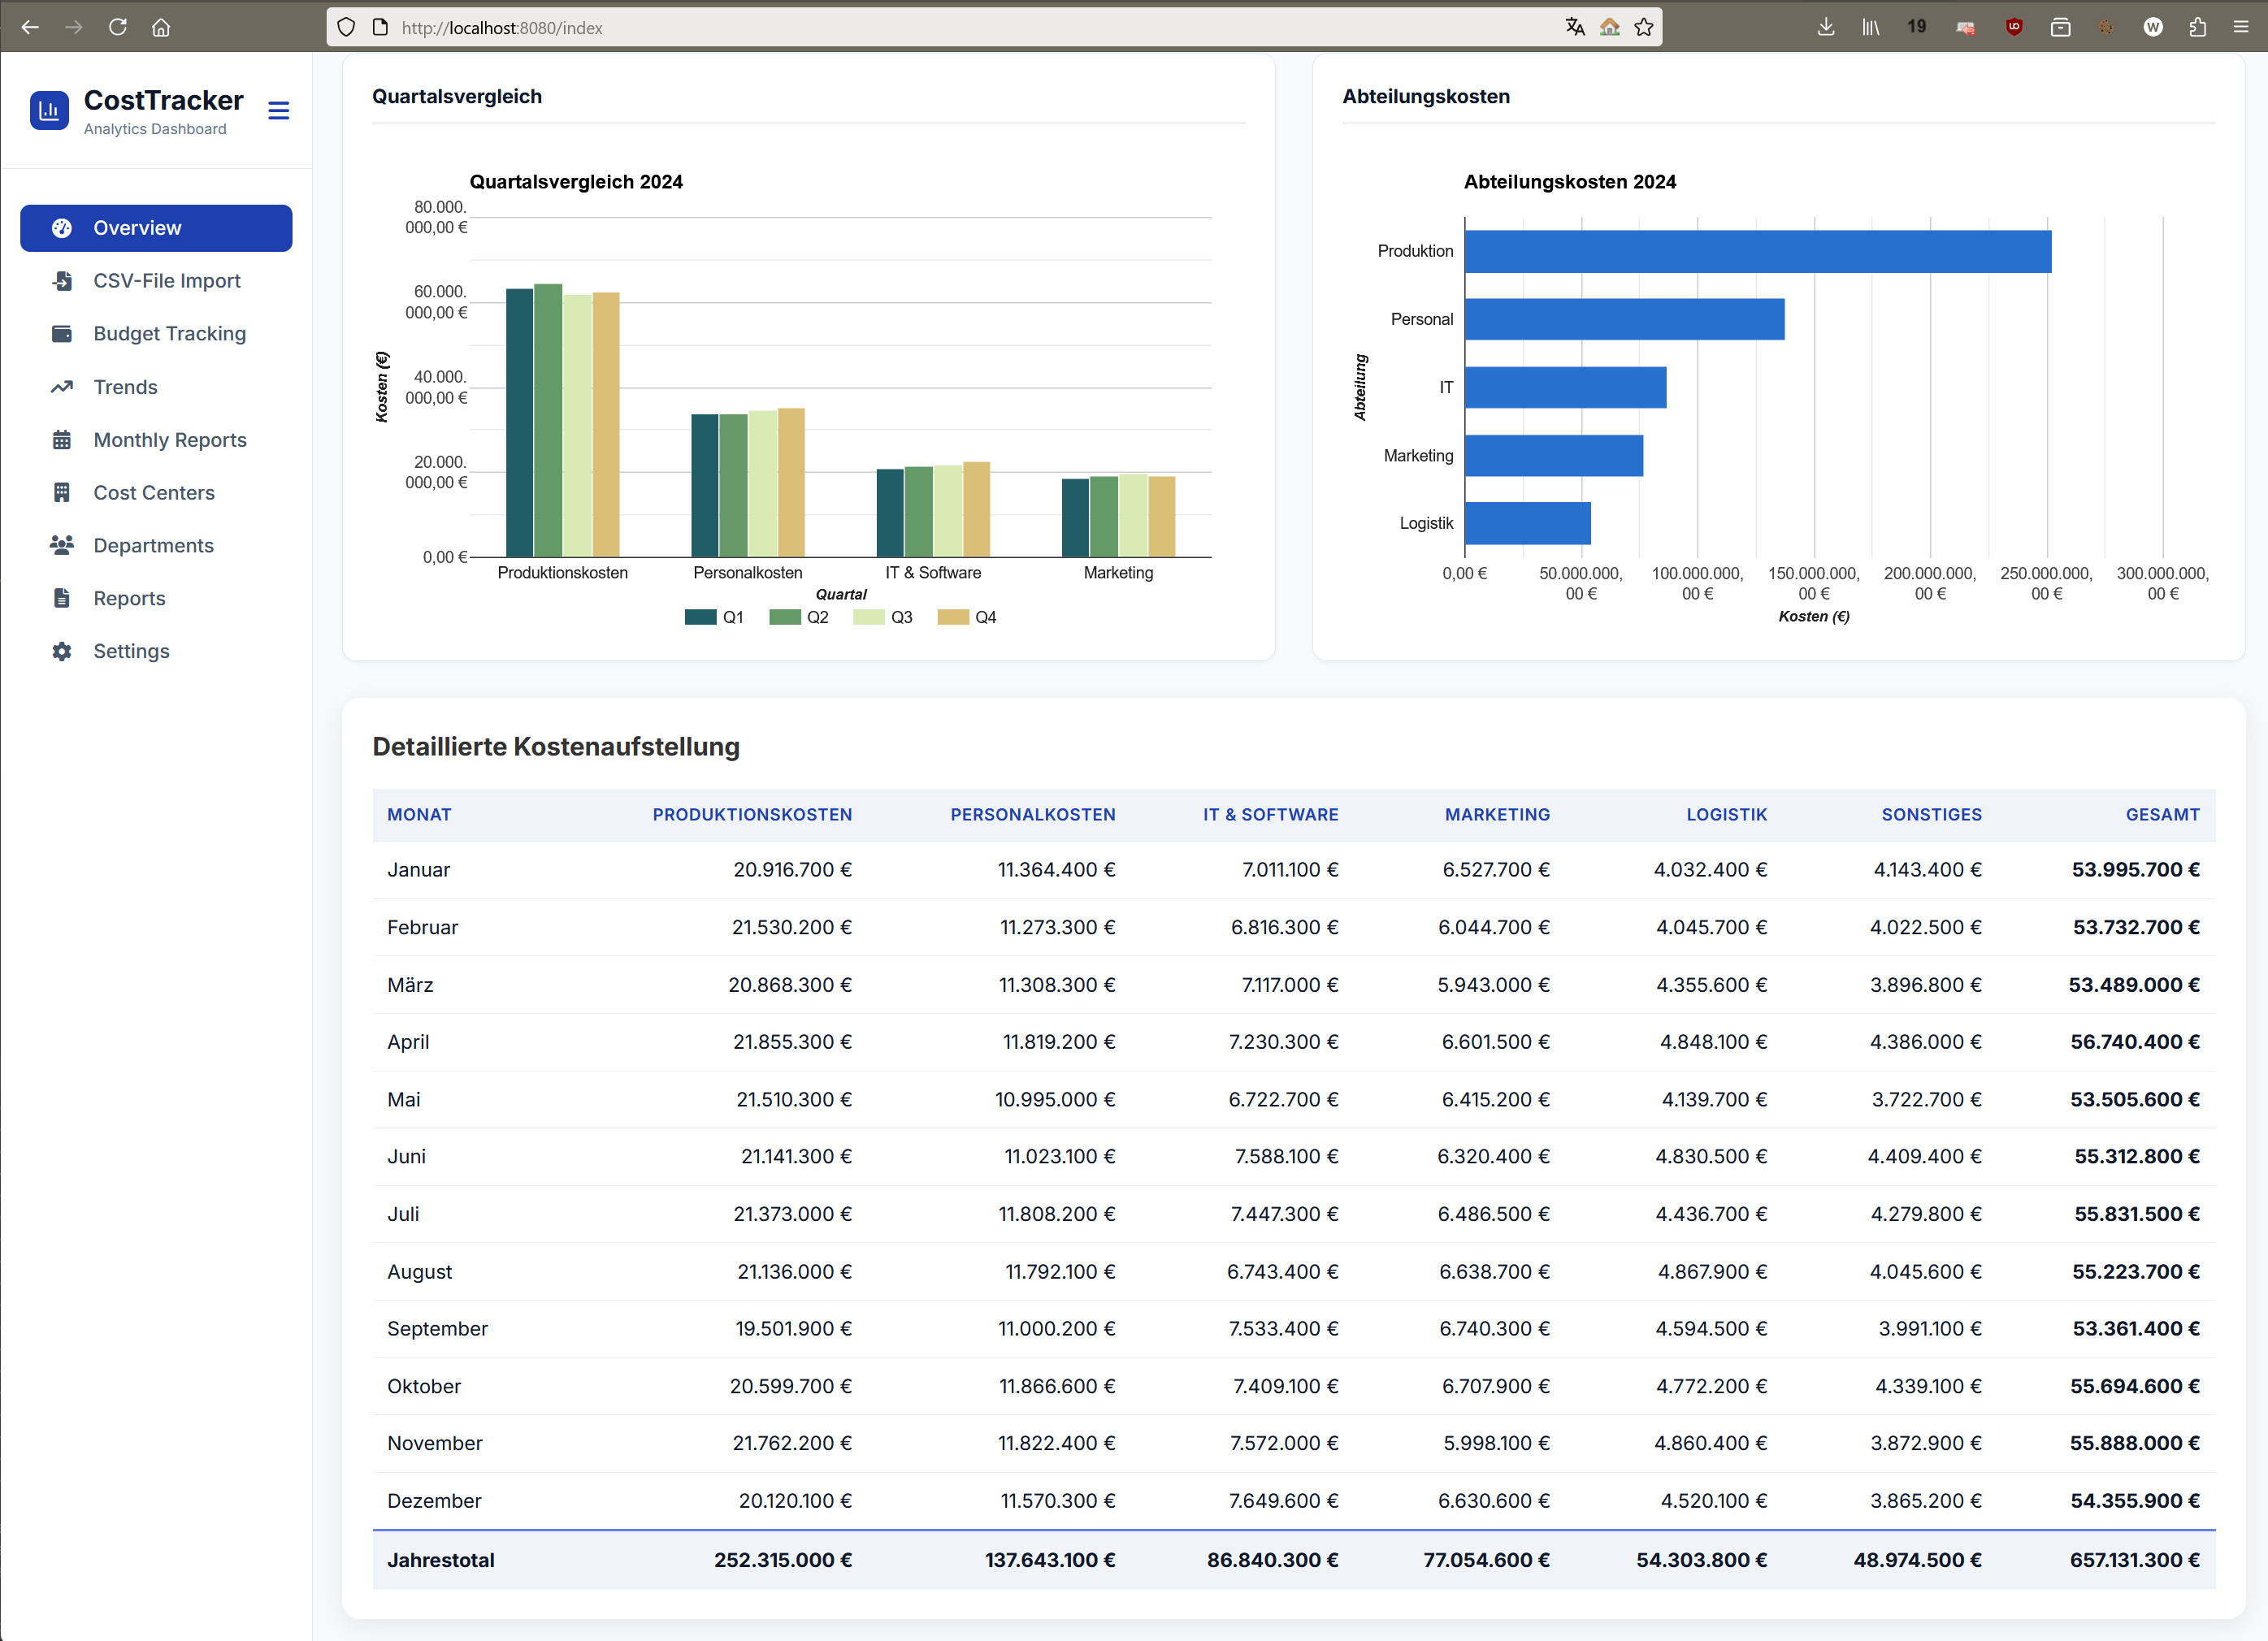 http://localhost:8080/index
19
CostTracker
Analytics Dashboard
Overview
CSV-File Import
Budget Tracking
Trends
Monthly Reports
Cost Centers
Departments
Reports
Settings
Quartalsvergleich
Quartalsvergleich 2024
80.000.
000,00 €
60.000.
000,00 €
40.000.
000,00 €
20.000.
000,00 €
0,00 €
Kosten (€)
Produktionskosten Personalkosten IT & Software Marketing
Quartal
Q1 Q2 Q3 Q4
Abteilungskosten
Abteilungskosten 2024
Produktion
Personal
IT
Marketing
Logistik
Abteilung
0,00 € 50.000.000, 100.000.000, 150.000.000, 200.000.000, 250.000.000, 300.000.000,
00 € 00 € 00 € 00 € 00 € 00 €
Kosten (€)
Detaillierte Kostenaufstellung
MONAT PRODUKTIONSKOSTEN PERSONALKOSTEN IT & SOFTWARE MARKETING LOGISTIK SONSTIGES GESAMT
Januar 20.916.700 € 11.364.400 € 7.011.100 € 6.527.700 € 4.032.400 € 4.143.400 € 53.995.700 €
Februar 21.530.200 € 11.273.300 € 6.816.300 € 6.044.700 € 4.045.700 € 4.022.500 € 53.732.700 €
März 20.868.300 € 11.308.300 € 7.117.000 € 5.943.000 € 4.355.600 € 3.896.800 € 53.489.000 €
April 21.855.300 € 11.819.200 € 7.230.300 € 6.601.500 € 4.848.100 € 4.386.000 € 56.740.400 €
Mai 21.510.300 € 10.995.000 € 6.722.700 € 6.415.200 € 4.139.700 € 3.722.700 € 53.505.600 €
Juni 21.141.300 € 11.023.100 € 7.588.100 € 6.320.400 € 4.830.500 € 4.409.400 € 55.312.800 €
Juli 21.373.000 € 11.808.200 € 7.447.300 € 6.486.500 € 4.436.700 € 4.279.800 € 55.831.500 €
August 21.136.000 € 11.792.100 € 6.743.400 € 6.638.700 € 4.867.900 € 4.045.600 € 55.223.700 €
September 19.501.900 € 11.000.200 € 7.533.400 € 6.740.300 € 4.594.500 € 3.991.100 € 53.361.400 €
Oktober 20.599.700 € 11.866.600 € 7.409.100 € 6.707.900 € 4.772.200 € 4.339.100 € 55.694.600 €
November 21.762.200 € 11.822.400 € 7.572.000 € 5.998.100 € 4.860.400 € 3.872.900 € 55.888.000 €
Dezember 20.120.100 € 11.570.300 € 7.649.600 € 6.630.600 € 4.520.100 € 3.865.200 € 54.355.900 €
Jahrestotal 252.315.000 € 137.643.100 € 86.840.300 € 77.054.600 € 54.303.800 € 48.974.500 € 657.131.300 €